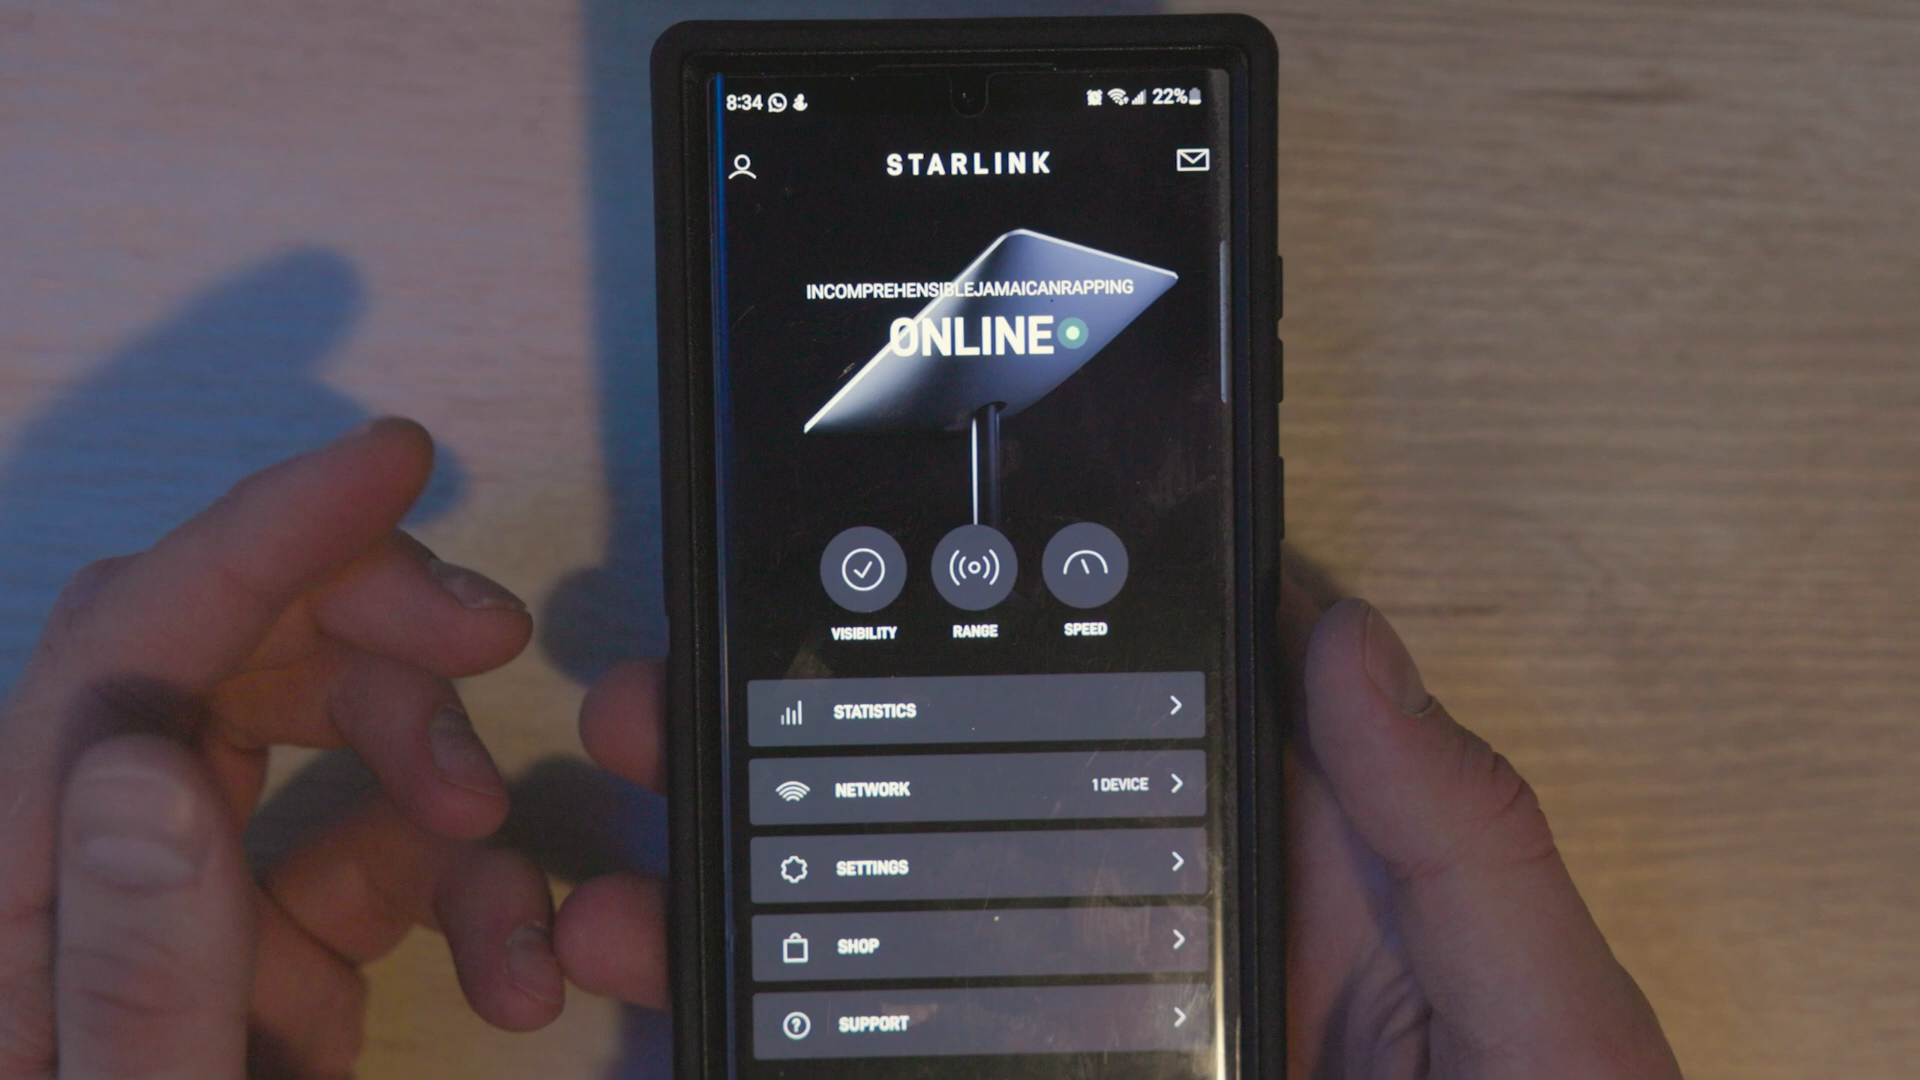 8:34 22%
STARLINK
INCOMPREHENSIBLEJAMAICANRAPPING
ONLINE
VISIBILITY RANGE SPEED
STATISTICS
NETWORK 1 DEVICE
SETTINGS
SHOP
SUPPORT